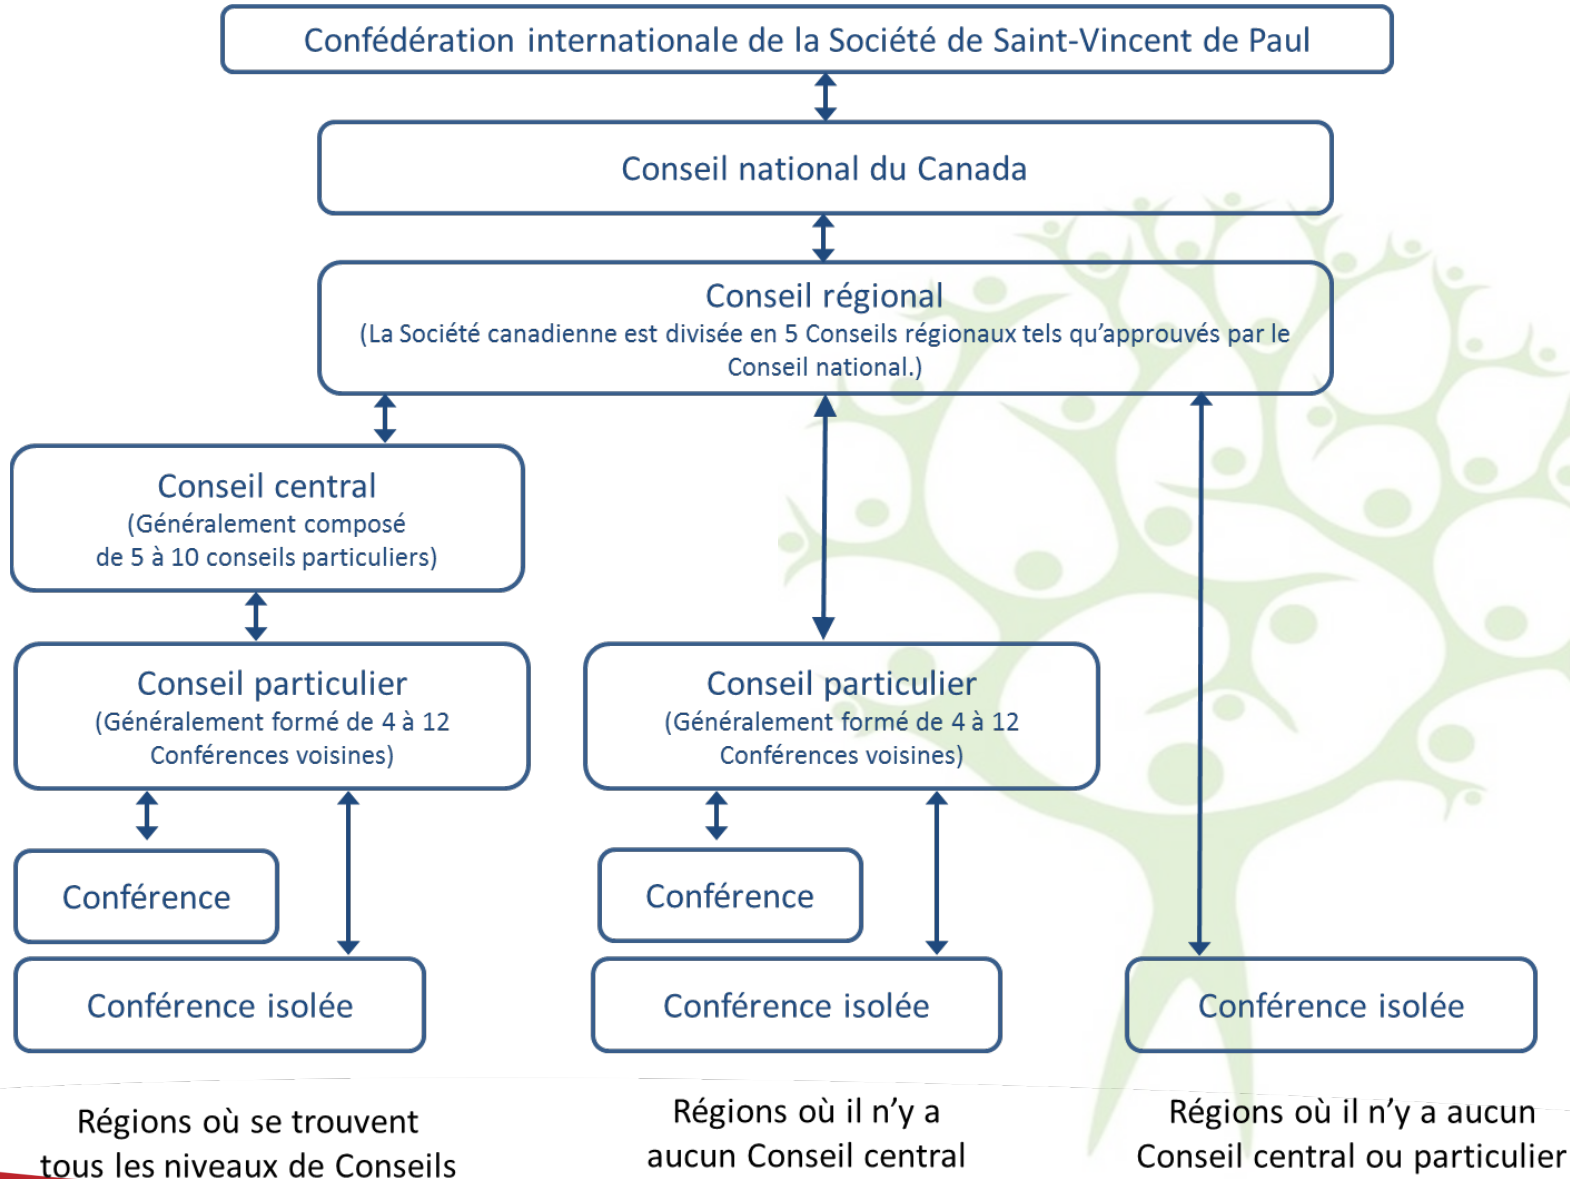 Confédération internationale de la Société de Saint-Vincent de Paul
Conseil national du Canada
Conseil régional
(La Société canadienne est divisée en 5 Conseils régionaux tels qu’approuvés par le
Conseil national.)
Conseil central
(Généralement composé
de 5 à 10 conseils particuliers)
Conseil particulier
(Généralement formé de 4 à 12
Conférences voisines)
Conseil particulier
(Généralement formé de 4 à 12
Conférences voisines)
Conférence
Conférence
Conférence isolée
Conférence isolée
Conférence isolée
Régions où se trouvent
tous les niveaux de Conseils
Régions où il n’y a
aucun Conseil central
Régions où il n’y a aucun
Conseil central ou particulier